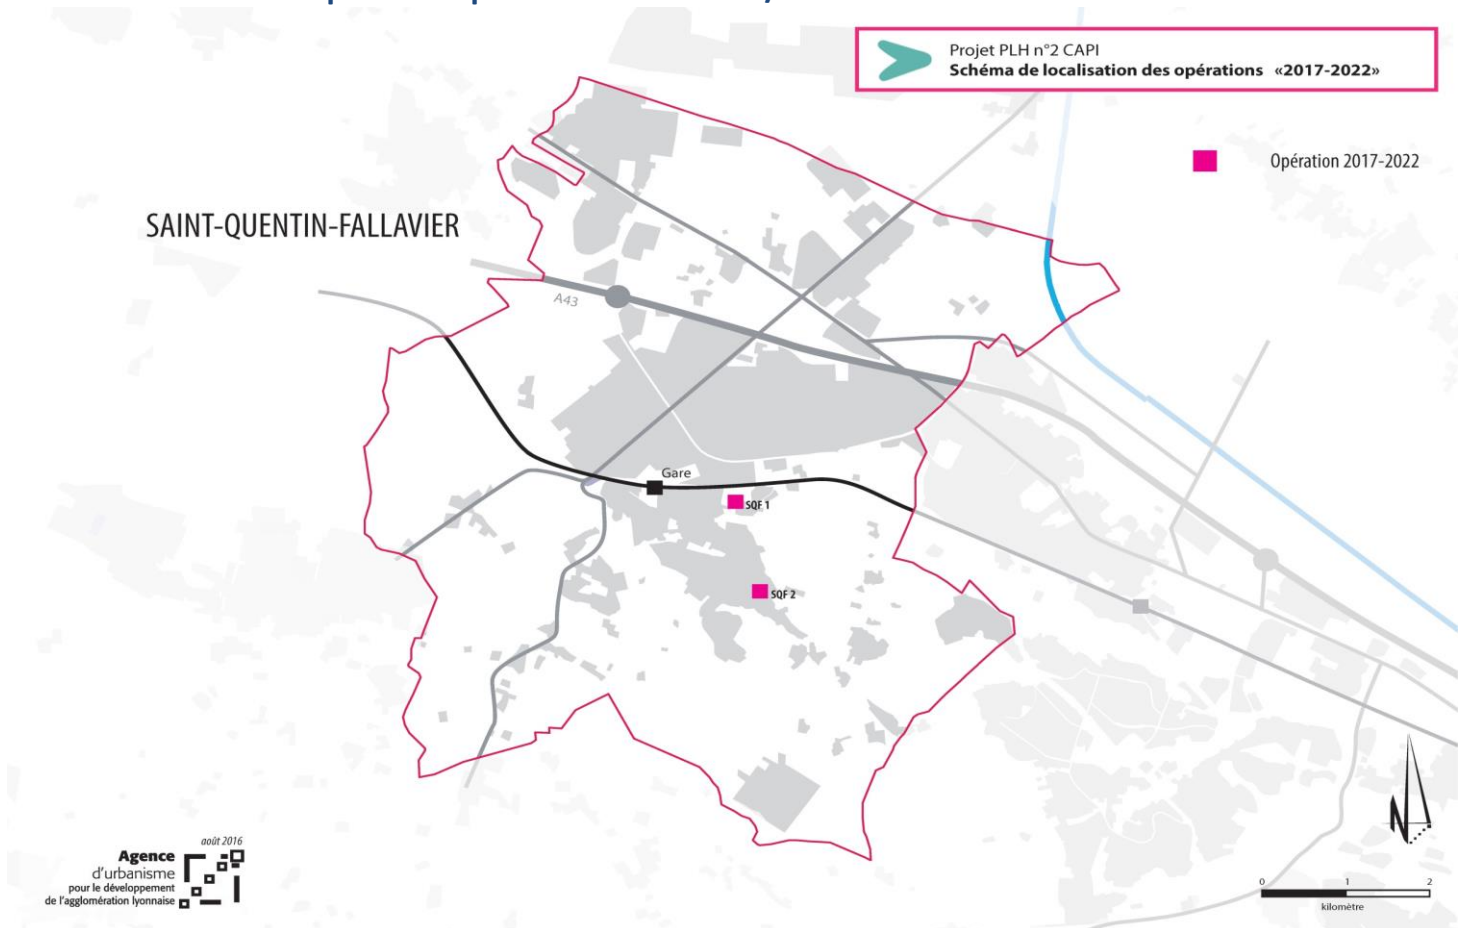 Projet PLH n°2 CAPI
Schéma de localisation des opérations «2017-2022»
Opération 2017-2022
SAINT-QUENTIN-FALLAVIER
A43
Gare
SQF 1
SQF 2
N
août 2016
Agence
d'urbanisme
pour le développement
de l'agglomération lyonnaise
0 1 2
kilomètre